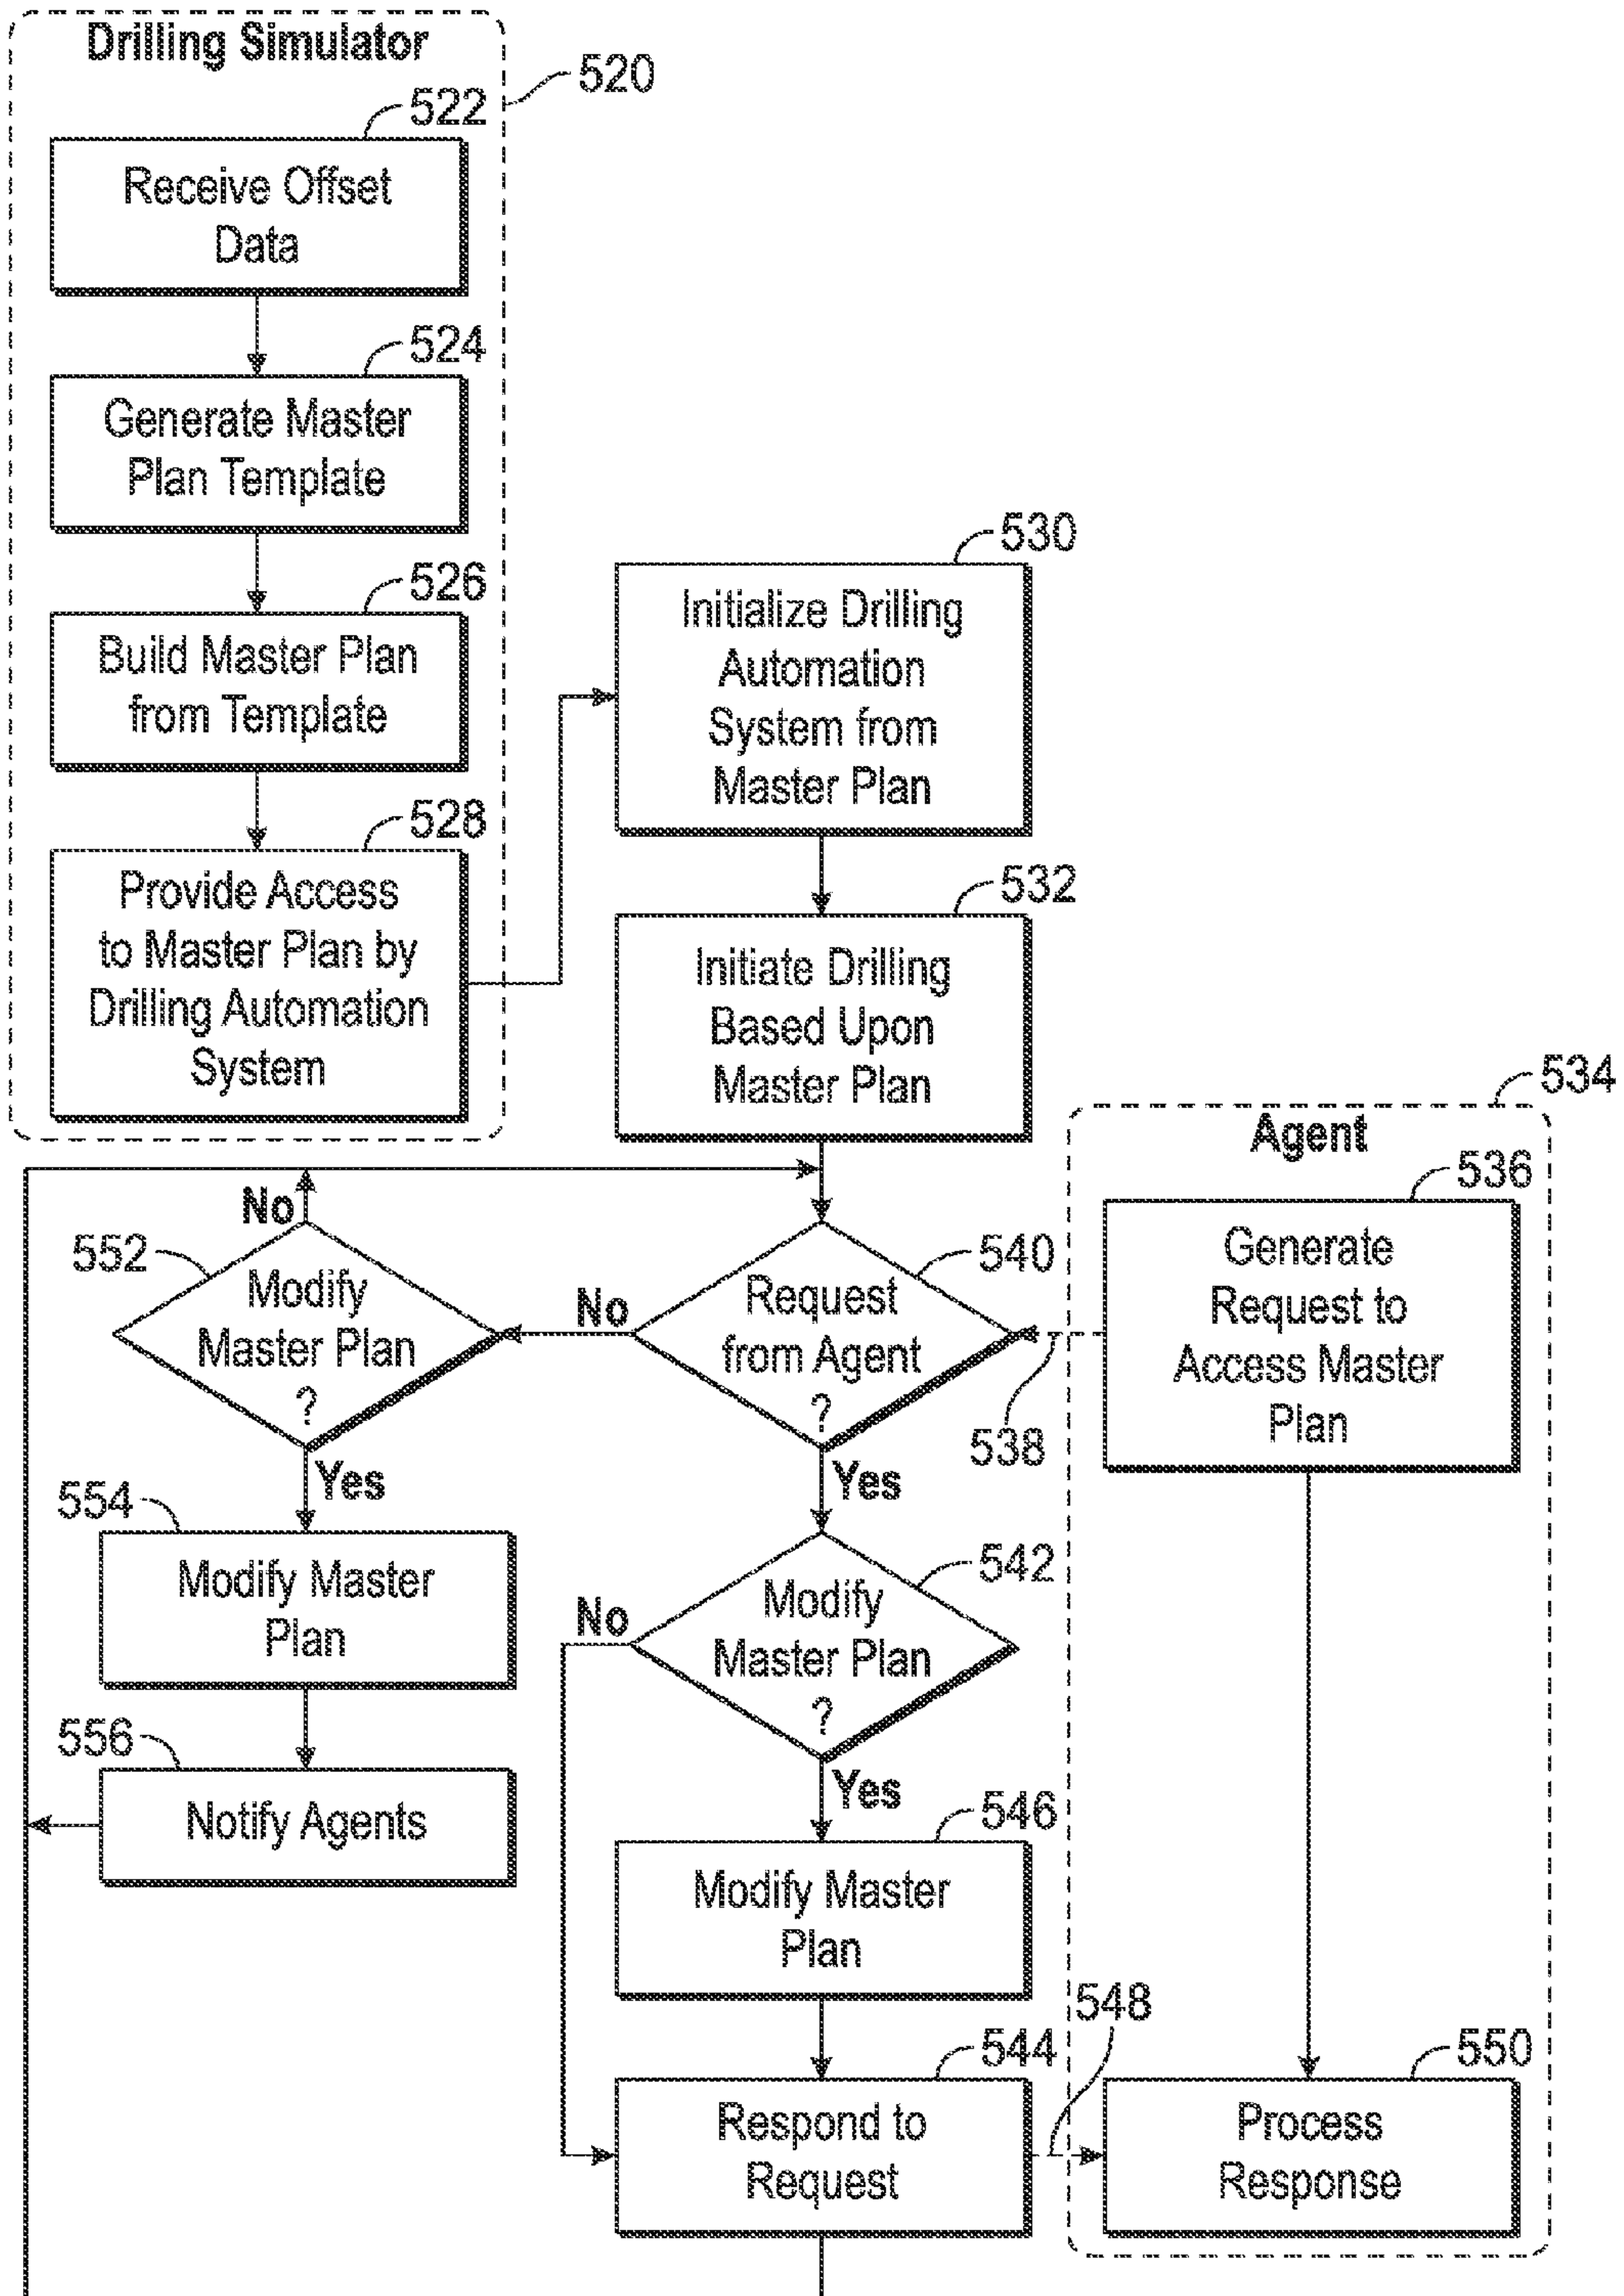 Drilling Simulator
520
522
Receive Offset
Data
524
Generate Master
Plan Template
526
Build Master Plan
from Template
528
Provide Access
to Master Plan by
Drilling Automation
System
530
Initialize Drilling
Automation
System from
Master Plan
532
Initiate Drilling
Based Upon
Master Plan
534
Agent
536
Generate
Request to
Access Master
Plan
538
540
Request
from Agent
?
No
Yes
552
Modify
Master Plan
?
No
Yes
554
Modify Master
Plan
556
Notify Agents
542
Modify
Master Plan
?
No
Yes
546
Modify Master
Plan
544
Respond to
Request
548
550
Process
Response